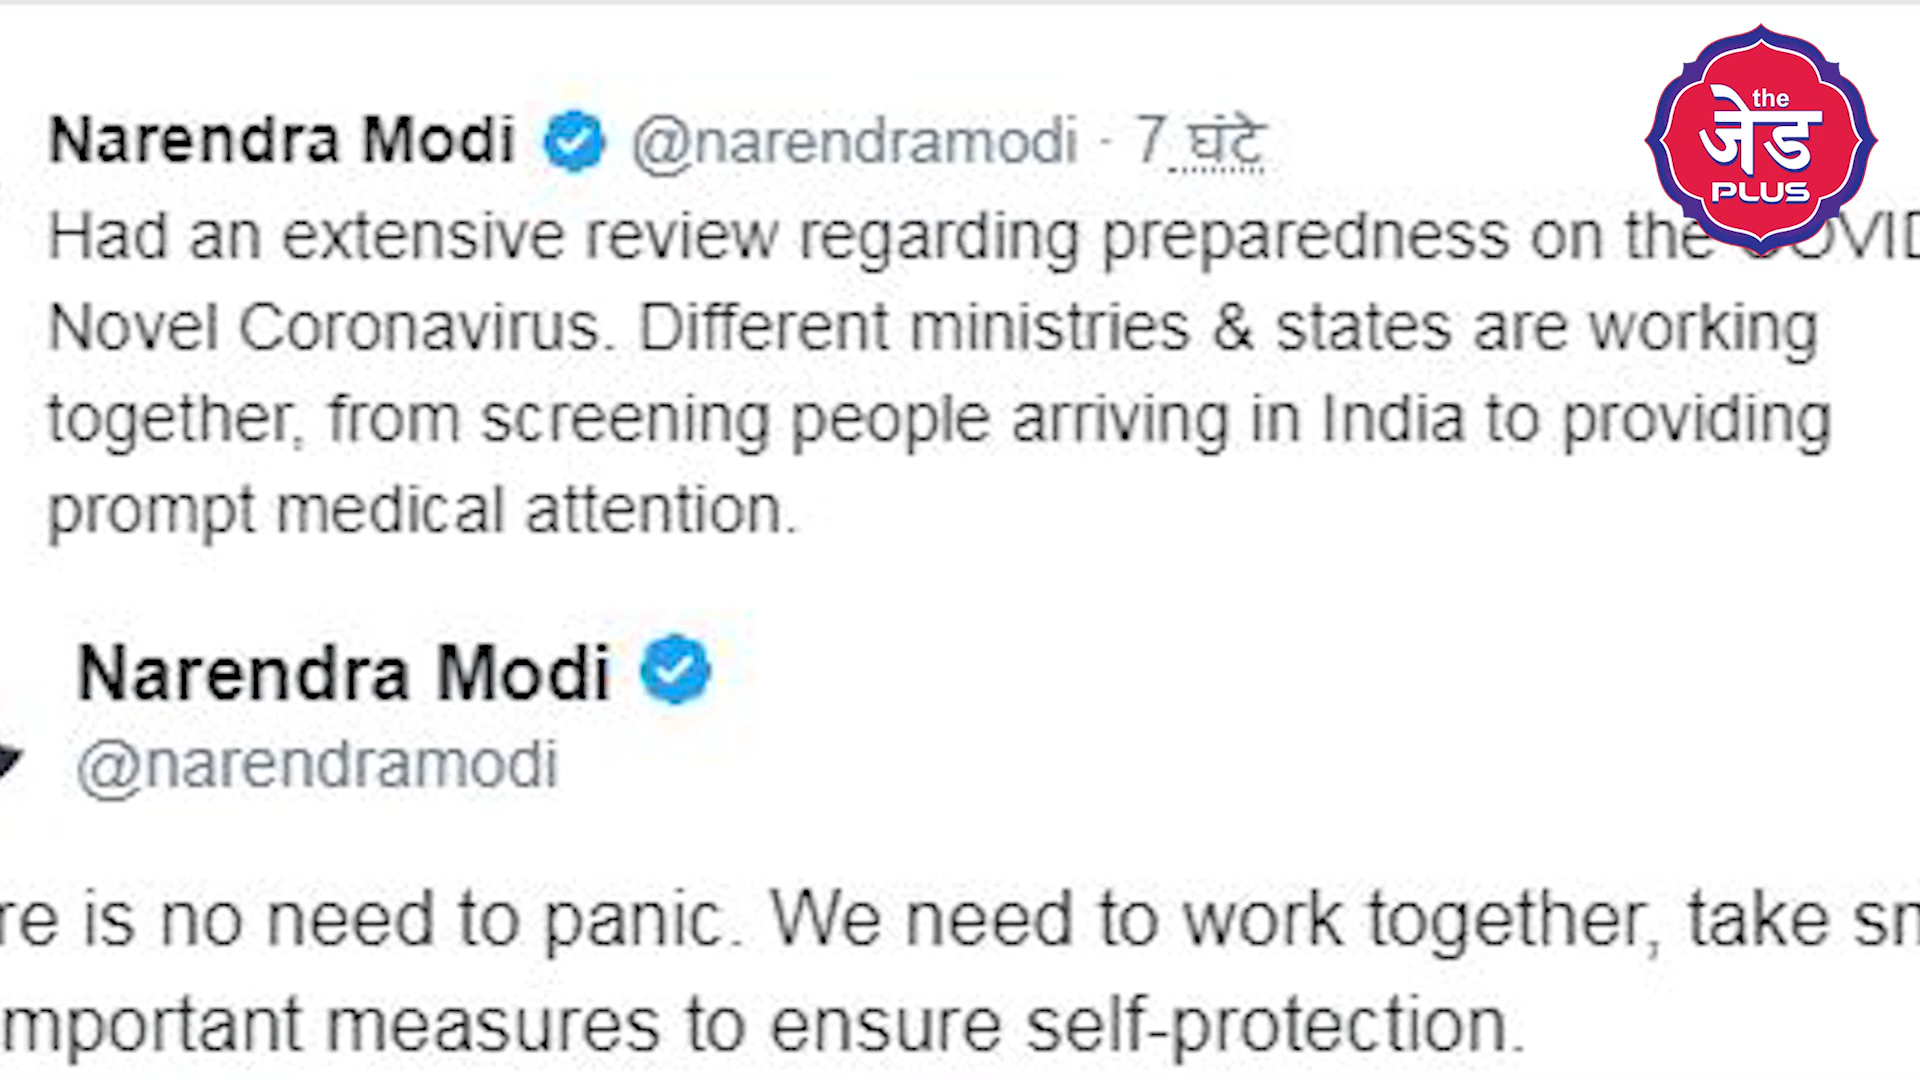 Narendra Modi @narendramodi · 7 घंटे
the
जेड
PLUS
Had an extensive review regarding preparedness on the
Novel Coronavirus. Different ministries & states are working
together, from screening people arriving in India to providing
prompt medical attention.
Narendra Modi
@narendramodi
re is no need to panic. We need to work together, take
mportant measures to ensure self-protection.